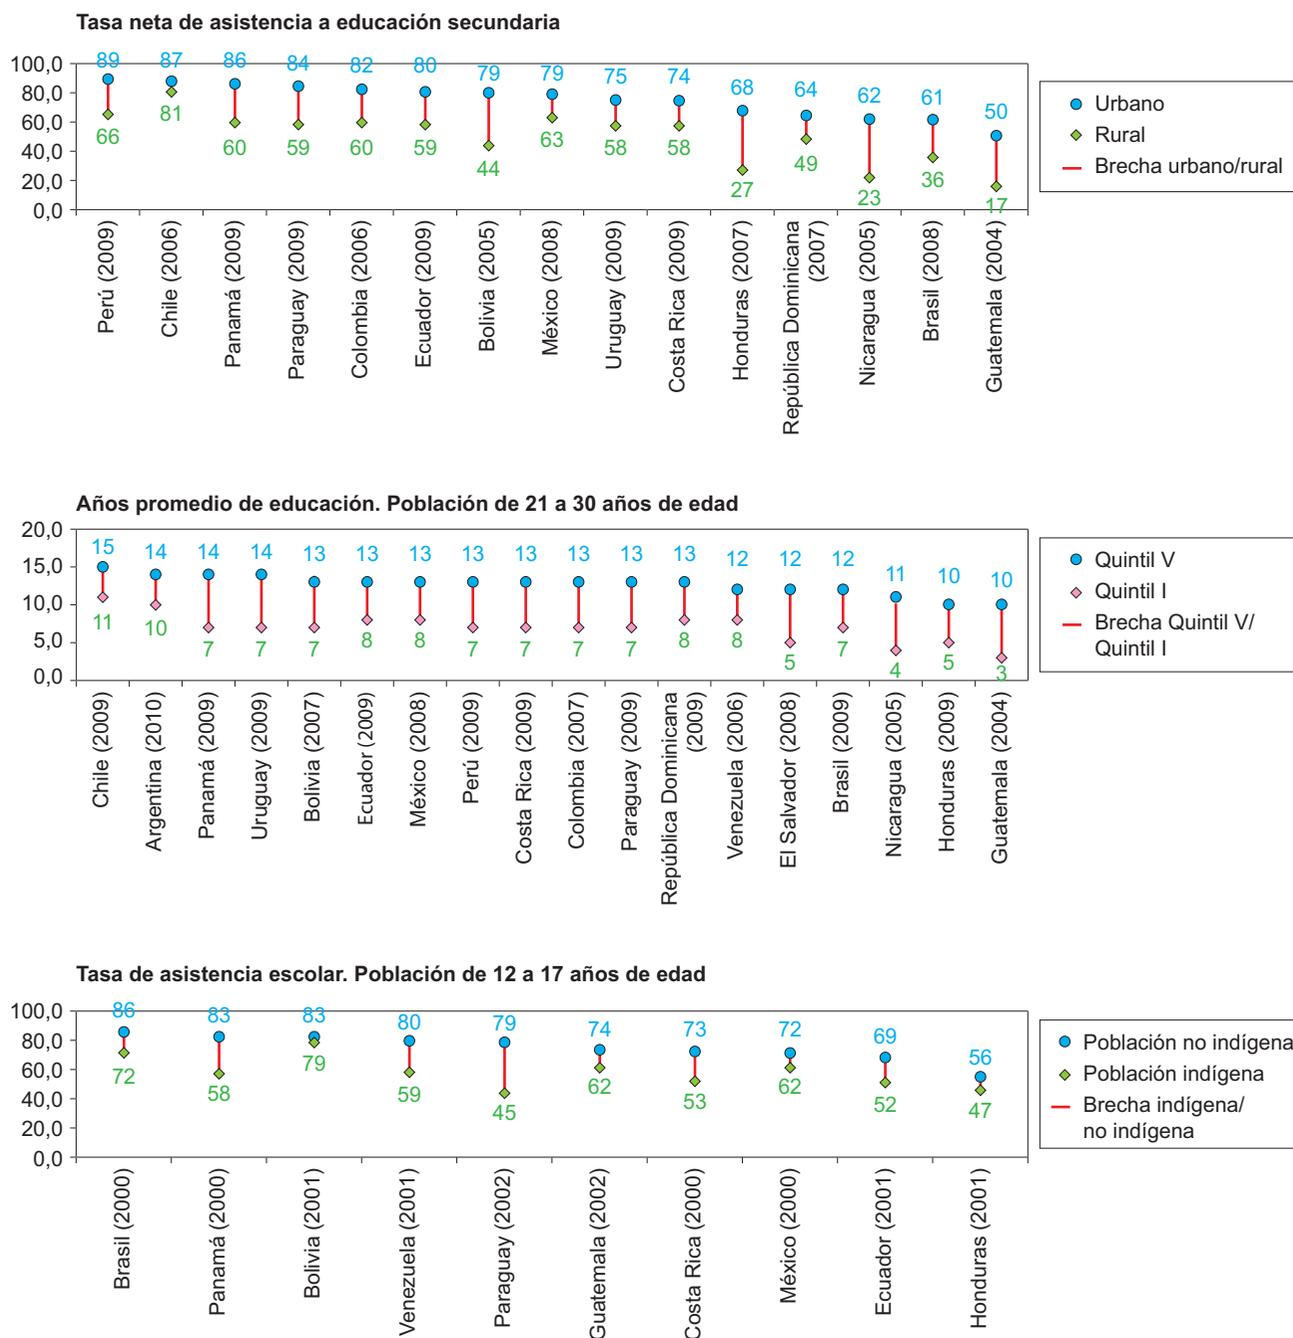 Tasa neta de asistencia a educación secundaria
100,0
80,0
60,0
40,0
20,0
0,0
89 87 86 84 82 80 79 79 75 74 68 64 62 61 50
66 81 60 59 60 59 44 63 58 58 27 49 23 36 17
Perú (2009)
Chile (2006)
Panamá (2009)
Paraguay (2009)
Colombia (2006)
Ecuador (2009)
Bolivia (2005)
México (2008)
Uruguay (2009)
Costa Rica (2009)
Honduras (2007)
República Dominicana
(2007)
Nicaragua (2005)
Brasil (2008)
Guatemala (2004)
Urbano
Rural
Brecha urbano/rural
Años promedio de educación. Población de 21 a 30 años de edad
20,0
15,0
10,0
5,0
0,0
15 14 14 14 13 13 13 13 13 13 13 13 12 12 12 11 10 10
11 10 7 7 7 8 8 7 7 7 7 8 8 5 7 4 5 3
Chile (2009)
Argentina (2010)
Panamá (2009)
Uruguay (2009)
Bolivia (2007)
Ecuador (2009)
México (2008)
Perú (2009)
Costa Rica (2009)
Colombia (2007)
Paraguay (2009)
República Dominicana
(2009)
Venezuela (2006)
El Salvador (2008)
Brasil (2009)
Nicaragua (2005)
Honduras (2009)
Guatemala (2004)
Quintil V
Quintil I
Brecha Quintil V/
Quintil I
Tasa de asistencia escolar. Población de 12 a 17 años de edad
100,0
80,0
60,0
40,0
20,0
0,0
86 83 83 80 79 74 73 72 69 56
72 58 79 59 45 62 53 62 52 47
Brasil (2000)
Panamá (2000)
Bolivia (2001)
Venezuela (2001)
Paraguay (2002)
Guatemala (2002)
Costa Rica (2000)
México (2000)
Ecuador (2001)
Honduras (2001)
Población no indígena
Población indígena
Brecha indígena/
no indígena